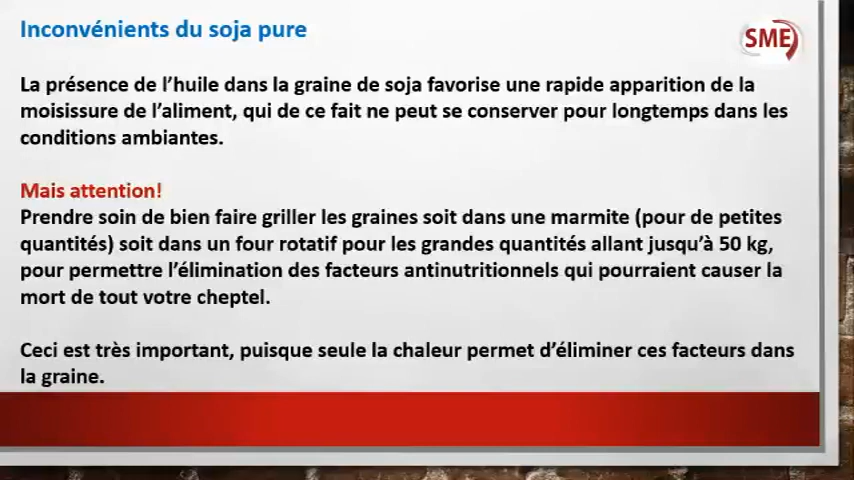 Inconvénients du soja pure
SME
La présence de l'huile dans la graine de soja favorise une rapide apparition de la
moisissure de l'aliment, qui de ce fait ne peut se conserver pour longtemps dans les
conditions ambiantes.
Mais attention!
Prendre soin de bien faire griller les graines soit dans une marmite (pour de petites
quantités) soit dans un four rotatif pour les grandes quantités allant jusqu'à 50 kg,
pour permettre l'élimination des facteurs antinutritionnels qui pourraient causer la
mort de tout votre cheptel.
Ceci est très important, puisque seule la chaleur permet d'éliminer ces facteurs dans
la graine.